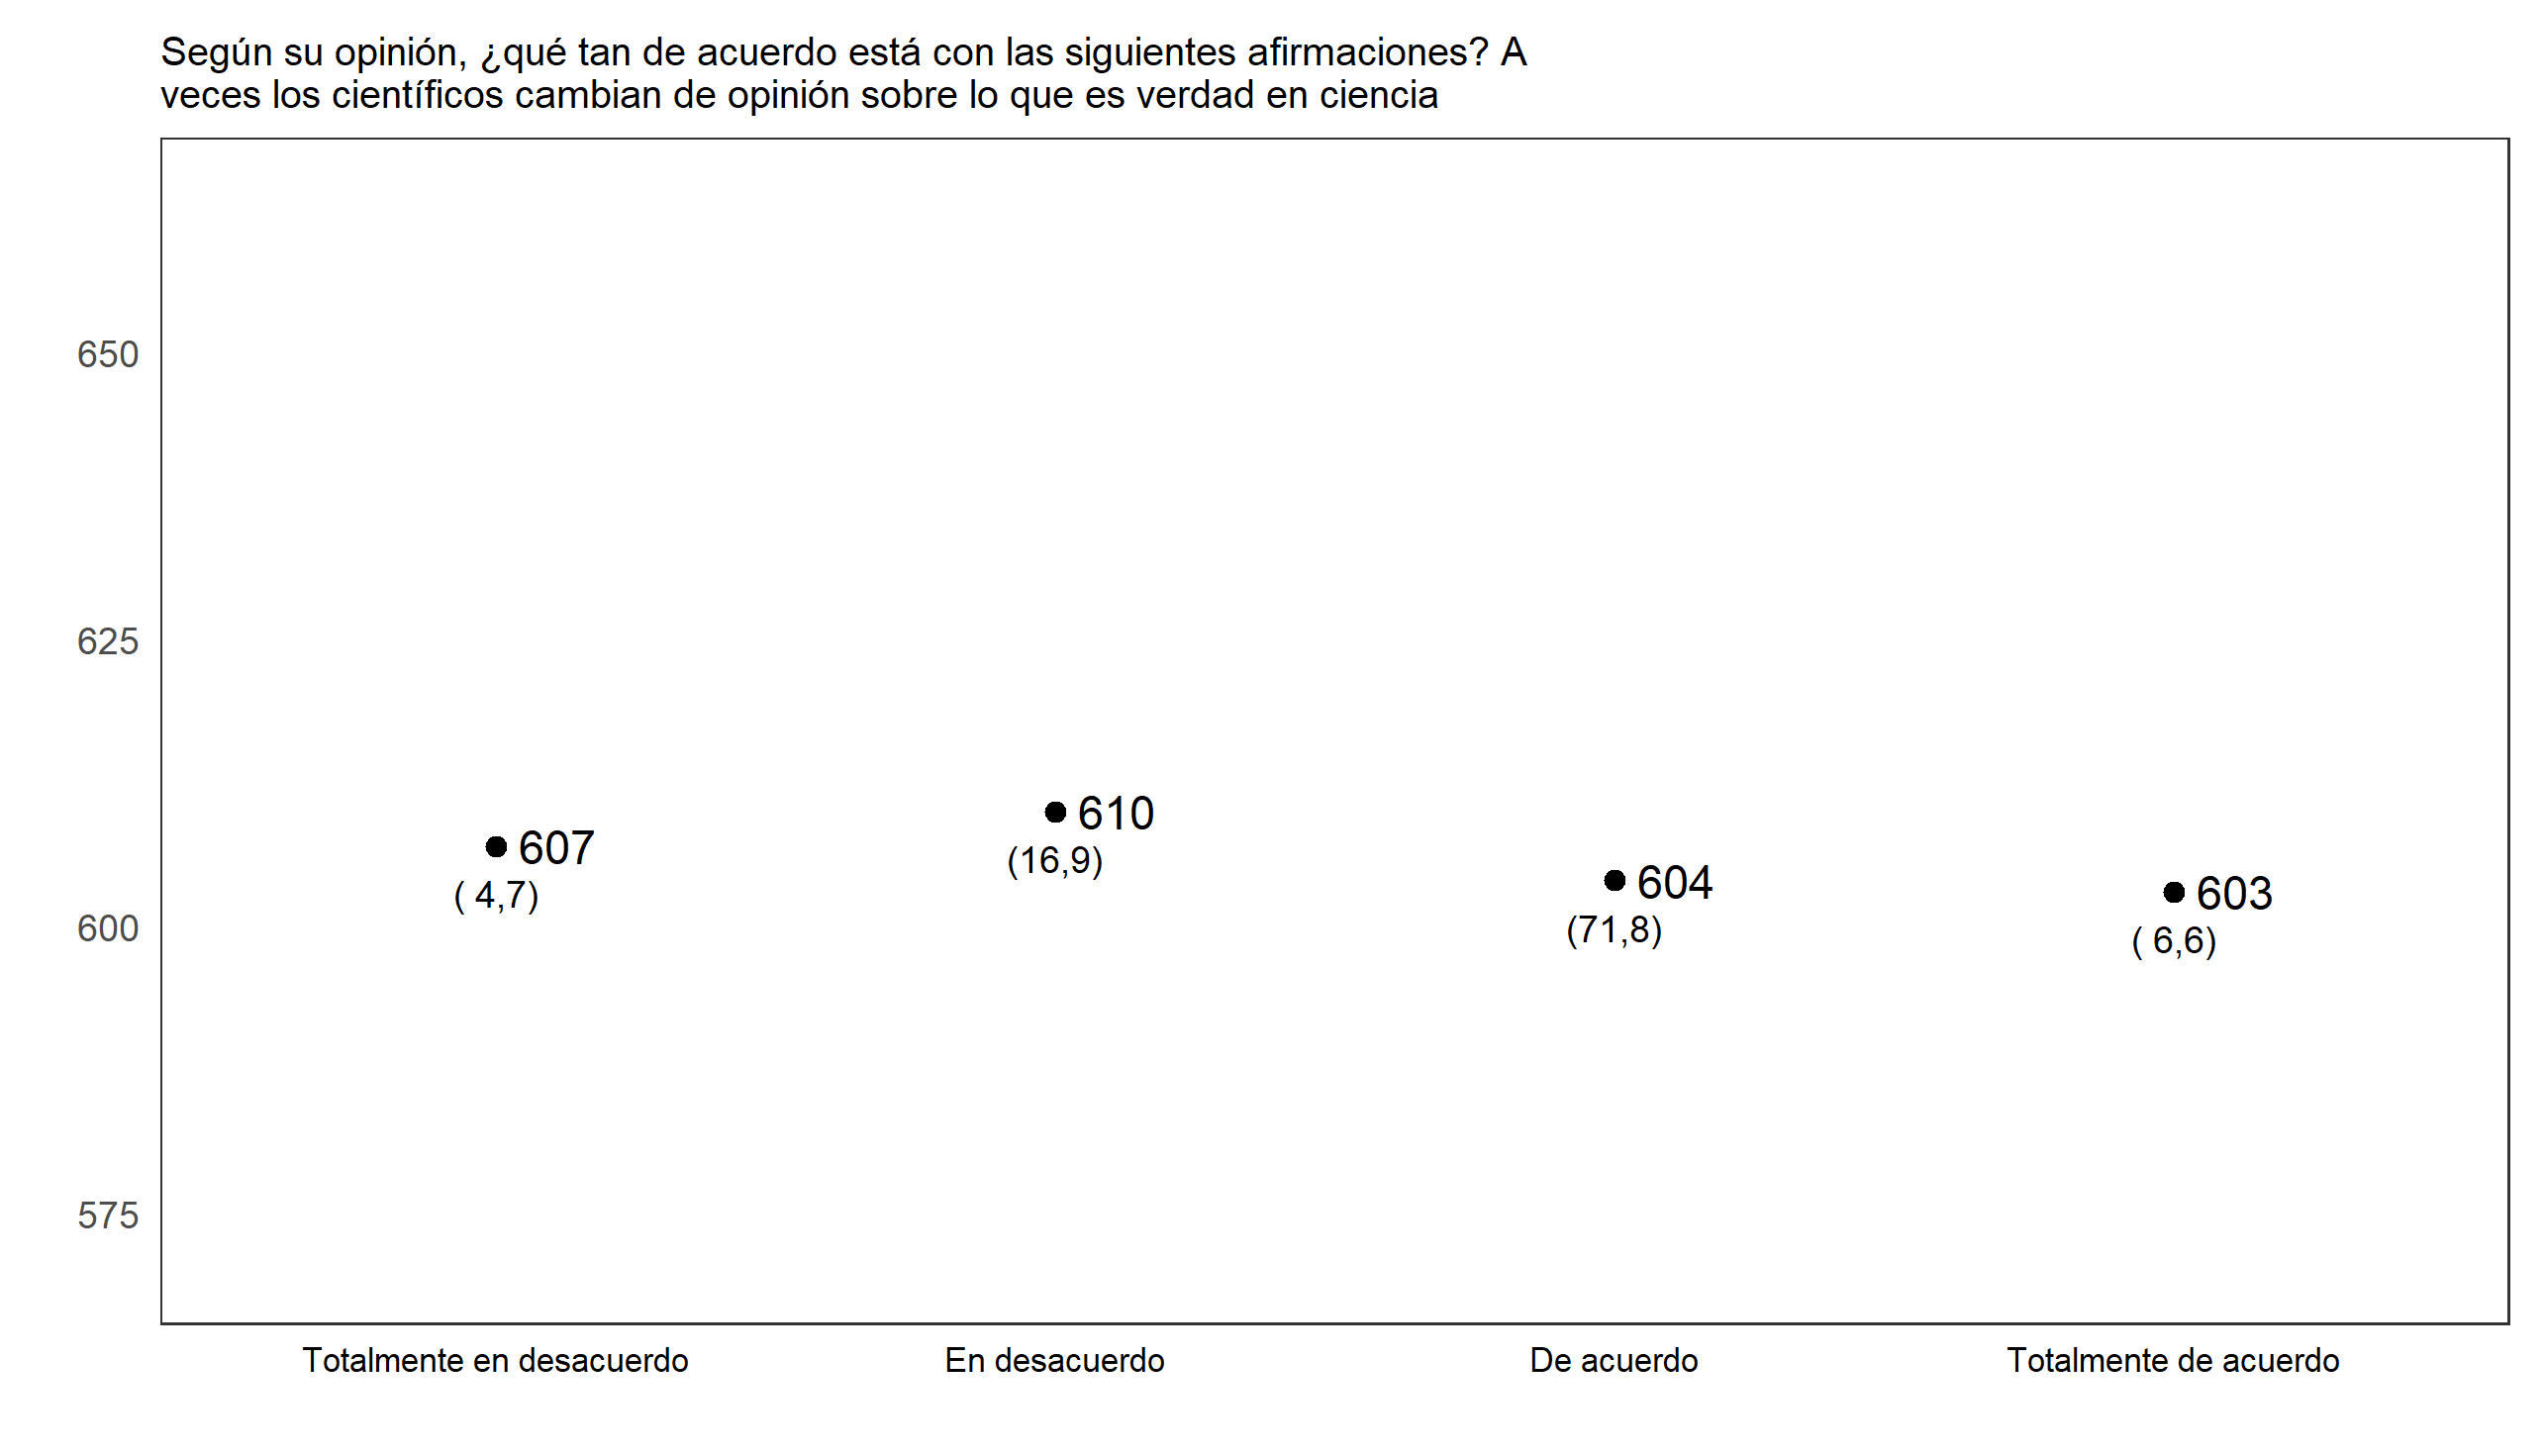 Según su opinión, ¿qué tan de acuerdo está con las siguientes afirmaciones? A
veces los científicos cambian de opinión sobre lo que es verdad en ciencia
650
625
600
575
607
( 4,7)
610
(16,9)
604
(71,8)
603
( 6,6)
Totalmente en desacuerdo
En desacuerdo
De acuerdo
Totalmente de acuerdo